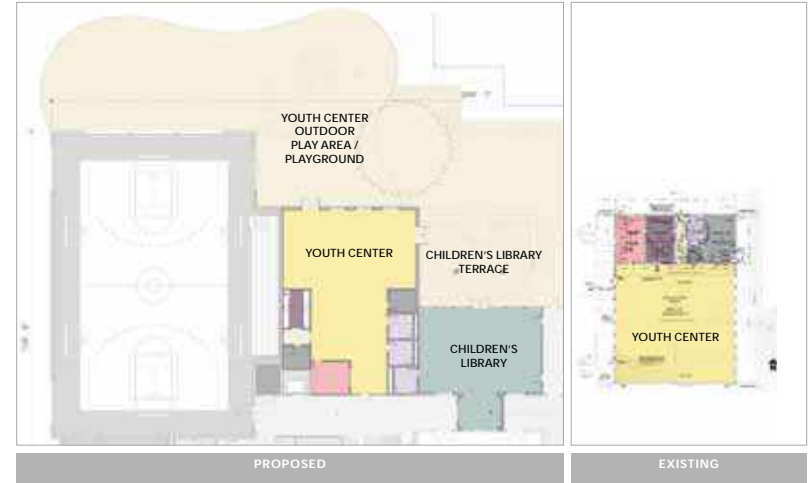 YOUTH CENTER
OUTDOOR
PLAY AREA /
PLAYGROUND
YOUTH CENTER
CHILDREN'S LIBRARY
TERRACE
CHILDREN'S
LIBRARY
YOUTH CENTER
PROPOSED
EXISTING